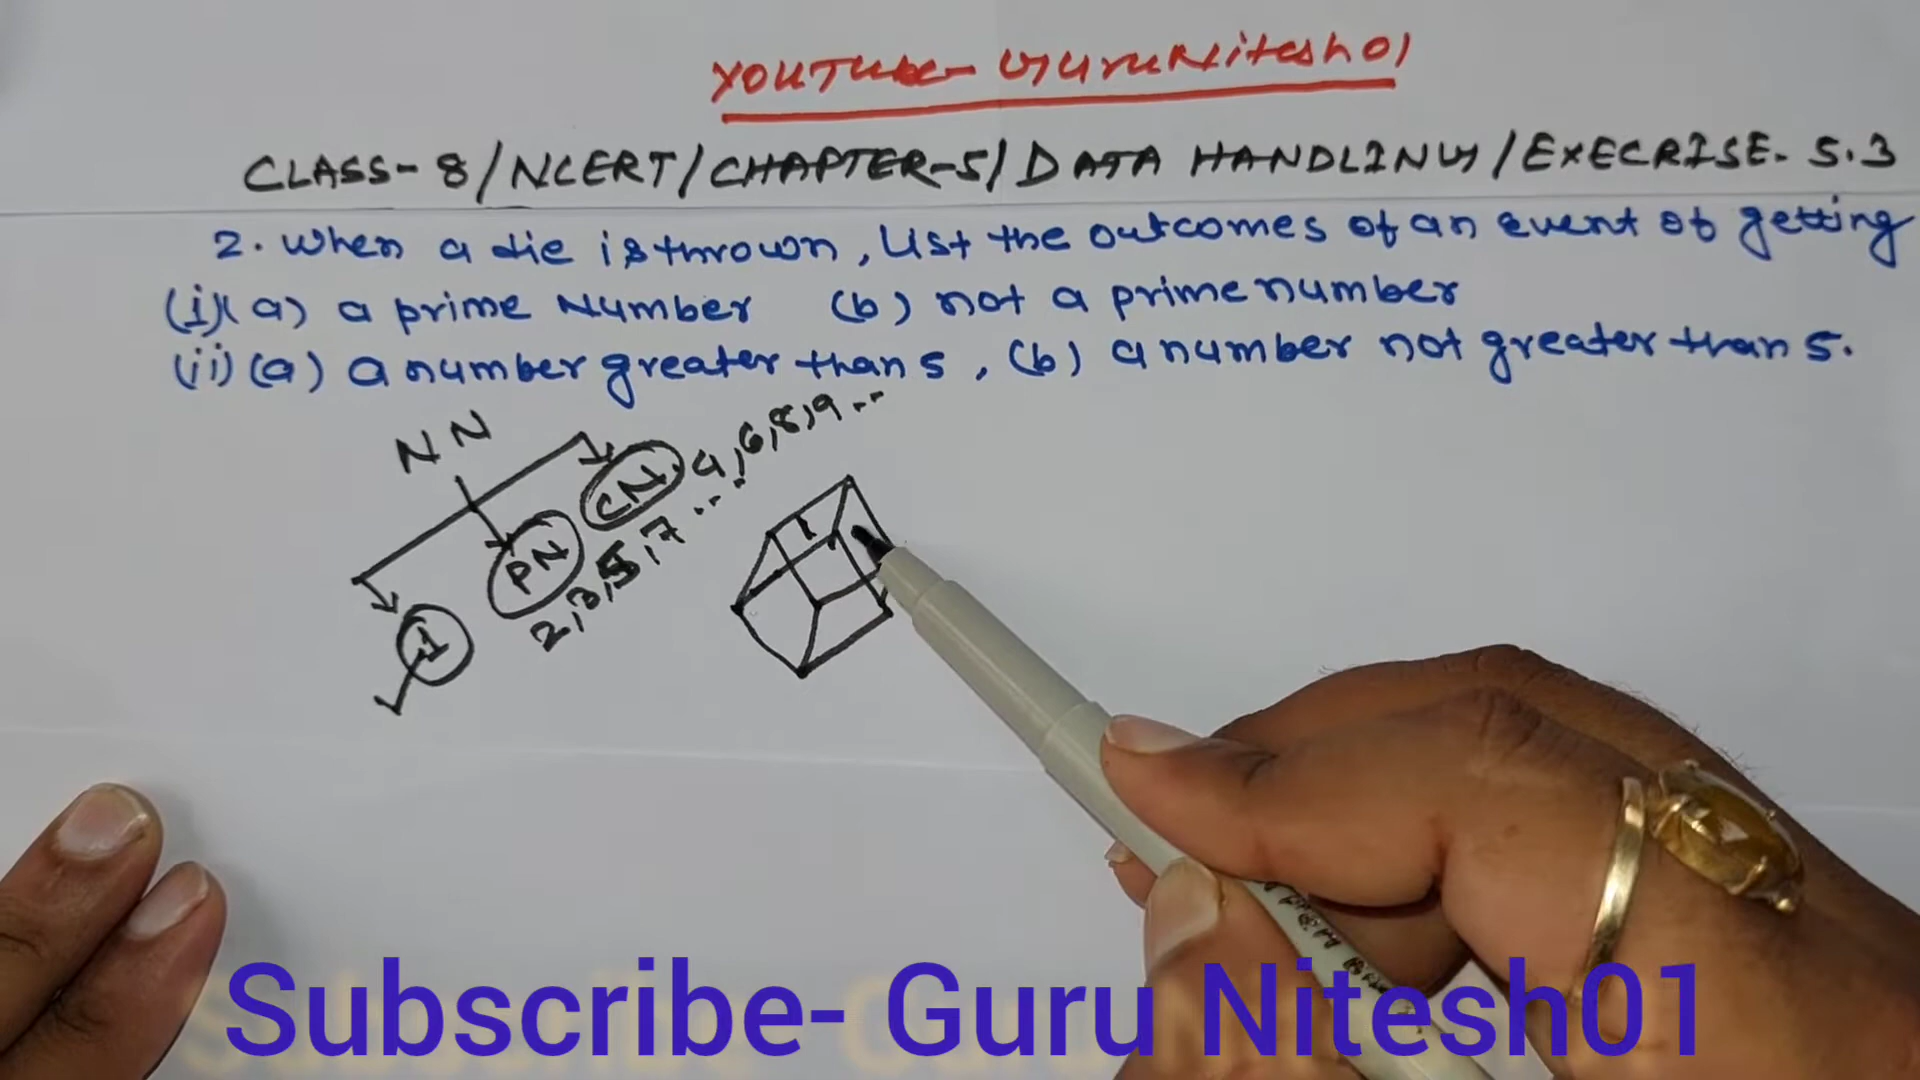 YOUTube- GuruNitesh01
CLASS-8/NCERT/CHAPTER-5/DATA HANDLING/EXECRISE-5.3
2. When a die is thrown, List the outcomes of an event of getting
(i)(a) a prime Number (b) not a prime number
(ii)(a) a number greater than 5, (b) a number not greater than 5.
NN
CN 4,6,8,9...
PN 2,3,5,7...
1
1
Subscribe- Guru Nitesh01